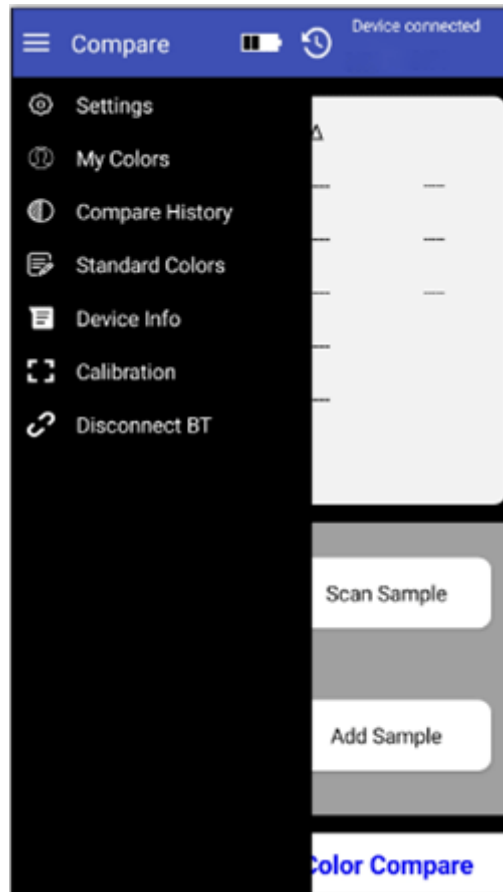 Compare
Device connected
Settings
My Colors
Compare History
Standard Colors
Device Info
Calibration
Disconnect BT
Δ
Scan Sample
Add Sample
Color Compare